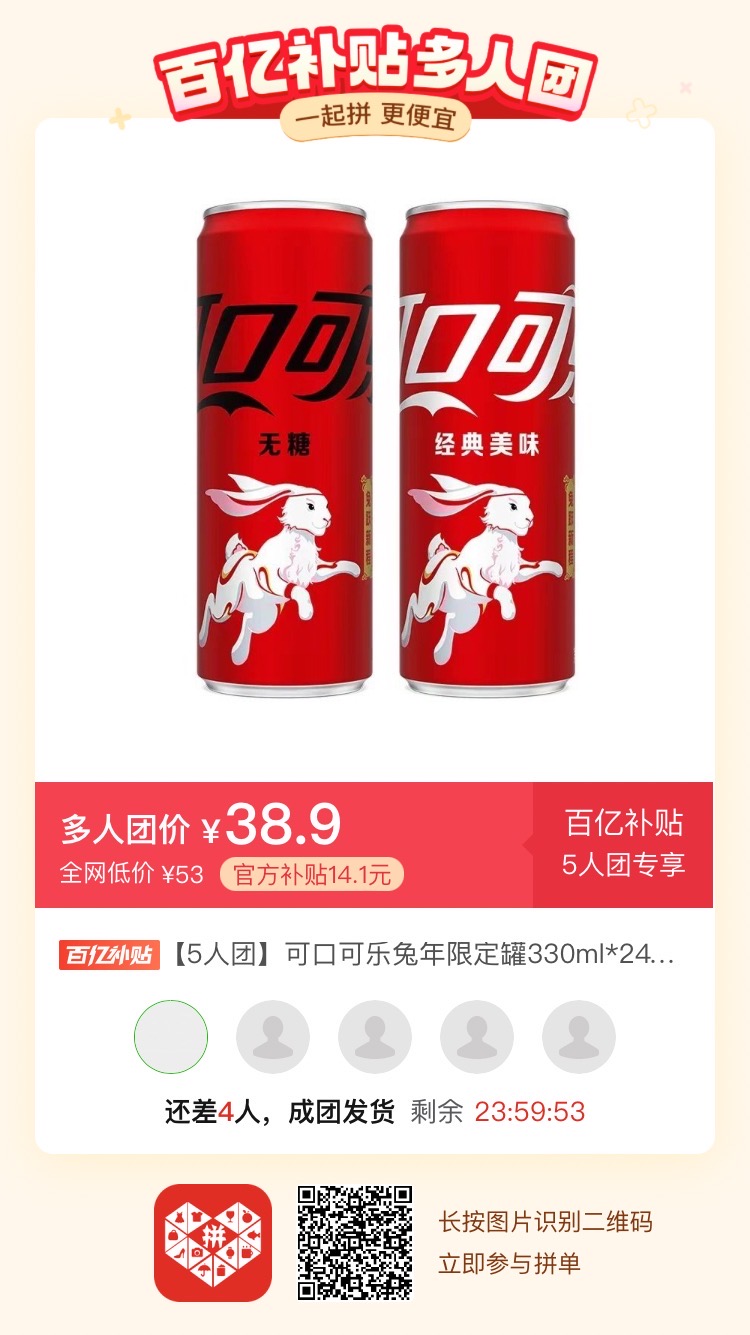 百亿补贴多人团
一起拼 更便宜
口可
无糖
口可
经典美味
多人团价 ¥38.9
全网低价 ¥53 官方补贴14.1元
百亿补贴
5人团专享
百亿补贴【5人团】可口可乐兔年限定罐330ml*24...
还差4人，成团发货 剩余 23:59:53
拼
长按图片识别二维码
立即参与拼单